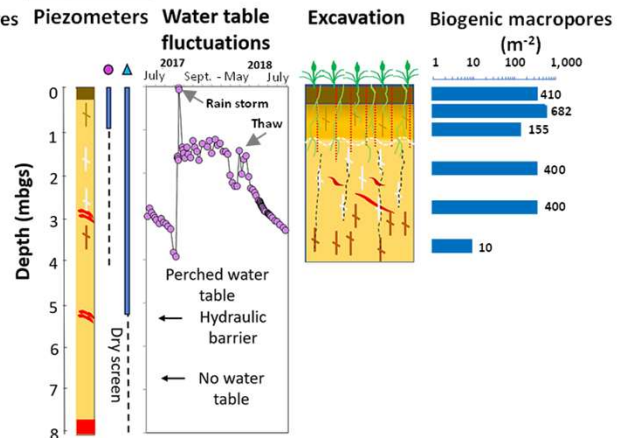 es Piezometers Water table Excavation Biogenic macropores
fluctuations (m-2)
2017 2018
July Sept. - May July
1 10 100 1,000
0
410
Rain storm
682
1
155
Thaw
2
400
3
400
10
4
Perched water
table
5
Hydraulic
barrier
6
No water
table
7
8
Depth (mbgs)
Dry screen